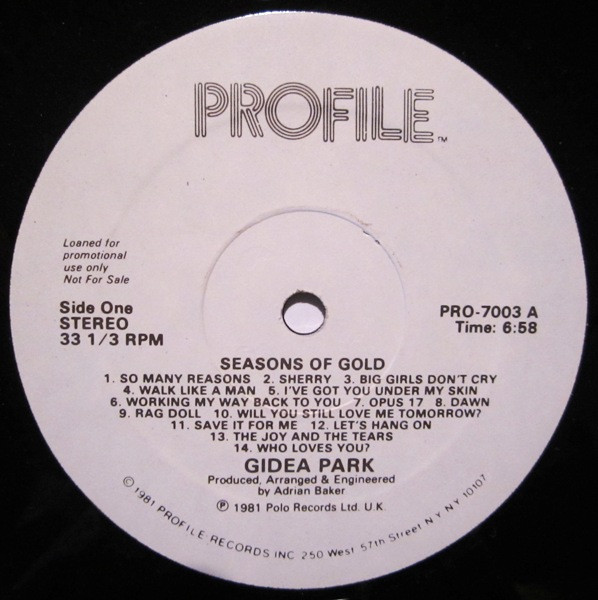 PROFILE™
Loaned for
promotional
use only
Not For Sale
Side One
STEREO
33 1/3 RPM
PRO-7003 A
Time: 6:58
SEASONS OF GOLD
1. SO MANY REASONS 2. SHERRY 3. BIG GIRLS DON'T CRY
4. WALK LIKE A MAN 5. I'VE GOT YOU UNDER MY SKIN
6. WORKING MY WAY BACK TO YOU 7. OPUS 17 8. DAWN
9. RAG DOLL 10. WILL YOU STILL LOVE ME TOMORROW?
11. SAVE IT FOR ME 12. LET'S HANG ON
13. THE JOY AND THE TEARS
14. WHO LOVES YOU?
GIDEA PARK
Produced, Arranged & Engineered
by Adrian Baker
℗ 1981 Polo Records Ltd. U.K.
© 1981 PROFILE RECORDS INC 250 West 57th Street N.Y. N.Y. 10107